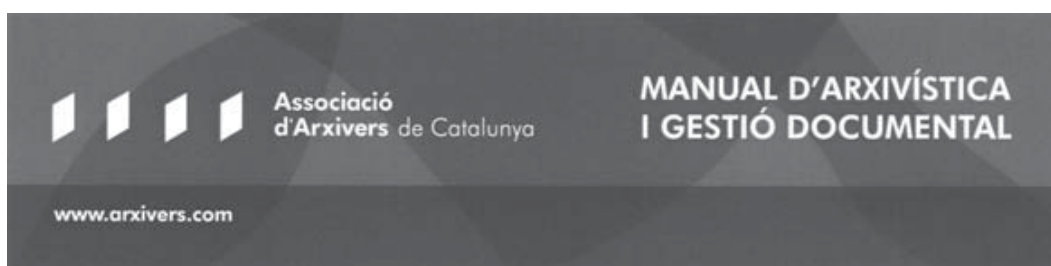 Associació
d'Arxivers de Catalunya
MANUAL D'ARXIVÍSTICA
I GESTIÓ DOCUMENTAL
www.arxivers.com